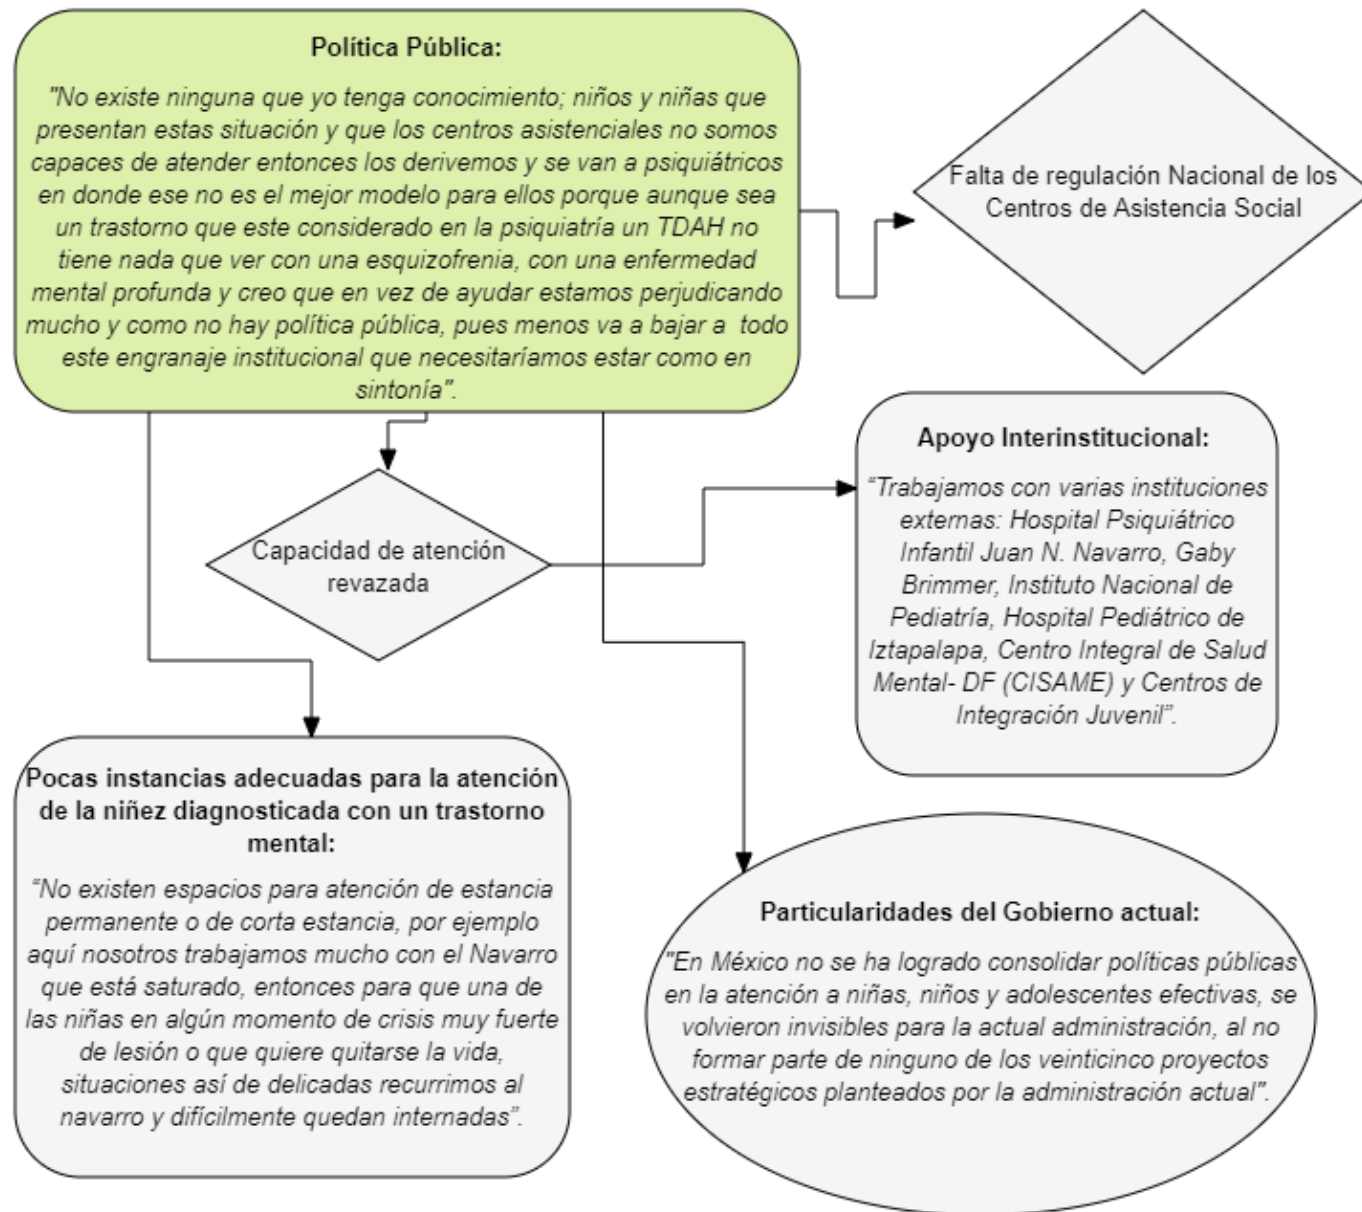 Política Pública:
"No existe ninguna que yo tenga conocimiento; niños y niñas que
presentan estas situación y que los centros asistenciales no somos
capaces de atender entonces los derivemos y se van a psiquiátricos
en donde ese no es el mejor modelo para ellos porque aunque sea
un trastorno que este considerado en la psiquiatría un TDAH no
tiene nada que ver con una esquizofrenia, con una enfermedad
mental profunda y creo que en vez de ayudar estamos perjudicando
mucho y como no hay política pública, pues menos va a bajar a todo
este engranaje institucional que necesitaríamos estar como en
sintonía".
Falta de regulación Nacional de los
Centros de Asistencia Social
Capacidad de atención
revazada
Apoyo Interinstitucional:
“Trabajamos con varias instituciones
externas: Hospital Psiquiátrico
Infantil Juan N. Navarro, Gaby
Brimmer, Instituto Nacional de
Pediatría, Hospital Pediátrico de
Iztapalapa, Centro Integral de Salud
Mental- DF (CISAME) y Centros de
Integración Juvenil”.
Pocas instancias adecuadas para la atención
de la niñez diagnosticada con un trastorno
mental:
“No existen espacios para atención de estancia
permanente o de corta estancia, por ejemplo
aquí nosotros trabajamos mucho con el Navarro
que está saturado, entonces para que una de
las niñas en algún momento de crisis muy fuerte
de lesión o que quiere quitarse la vida,
situaciones así de delicadas recurrimos al
navarro y difícilmente quedan internadas”.
Particularidades del Gobierno actual:
"En México no se ha logrado consolidar políticas públicas
en la atención a niñas, niños y adolescentes efectivas, se
volvieron invisibles para la actual administración, al no
formar parte de ninguno de los veinticinco proyectos
estratégicos planteados por la administración actual".